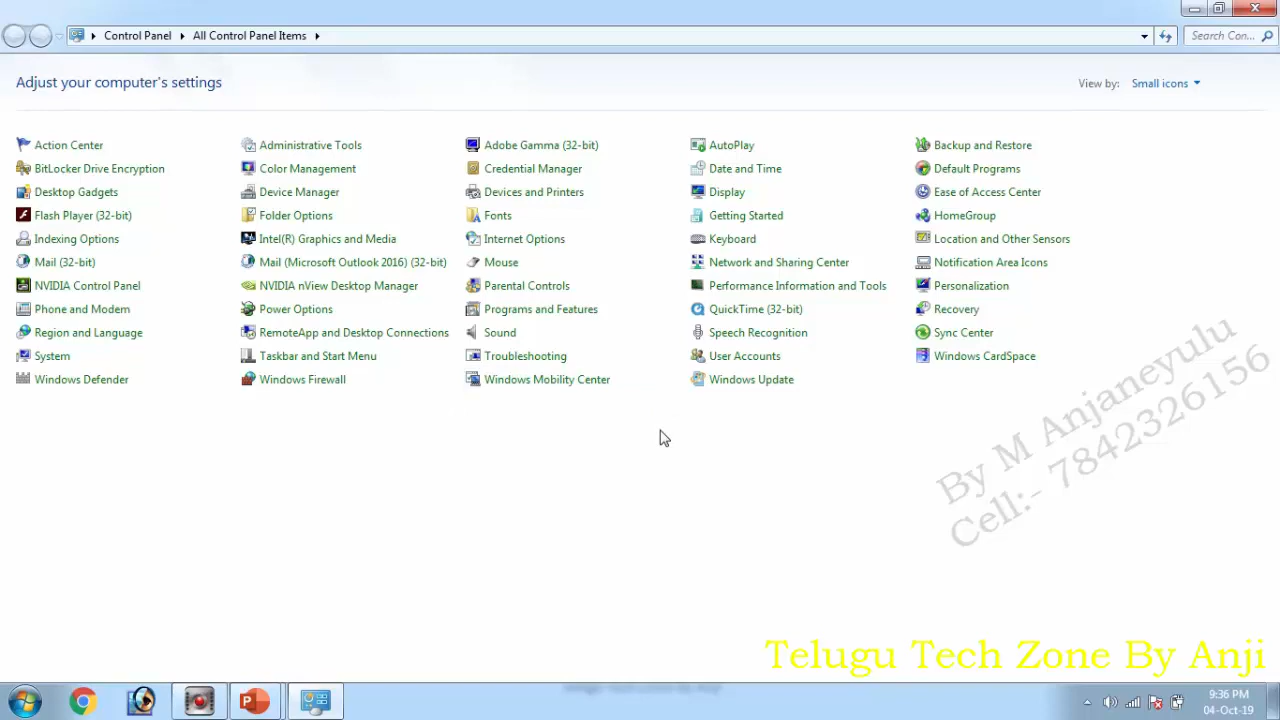 Control Panel All Control Panel Items Search Con...
Adjust your computer's settings View by: Small icons
Action Center Administrative Tools Adobe Gamma (32-bit) AutoPlay Backup and Restore
BitLocker Drive Encryption Color Management Credential Manager Date and Time Default Programs
Desktop Gadgets Device Manager Devices and Printers Display Ease of Access Center
Flash Player (32-bit) Folder Options Fonts Getting Started HomeGroup
Indexing Options Intel(R) Graphics and Media Internet Options Keyboard Location and Other Sensors
Mail (32-bit) Mail (Microsoft Outlook 2016) (32-bit) Mouse Network and Sharing Center Notification Area Icons
NVIDIA Control Panel NVIDIA nView Desktop Manager Parental Controls Performance Information and Tools Personalization
Phone and Modem Power Options Programs and Features QuickTime (32-bit) Recovery
Region and Language RemoteApp and Desktop Connections Sound Speech Recognition Sync Center
System Taskbar and Start Menu Troubleshooting User Accounts Windows CardSpace
Windows Defender Windows Firewall Windows Mobility Center Windows Update
By M Anjaneyulu
Cell:- 7842326156
Telugu Tech Zone By Anji
9:36 PM
04-Oct-19